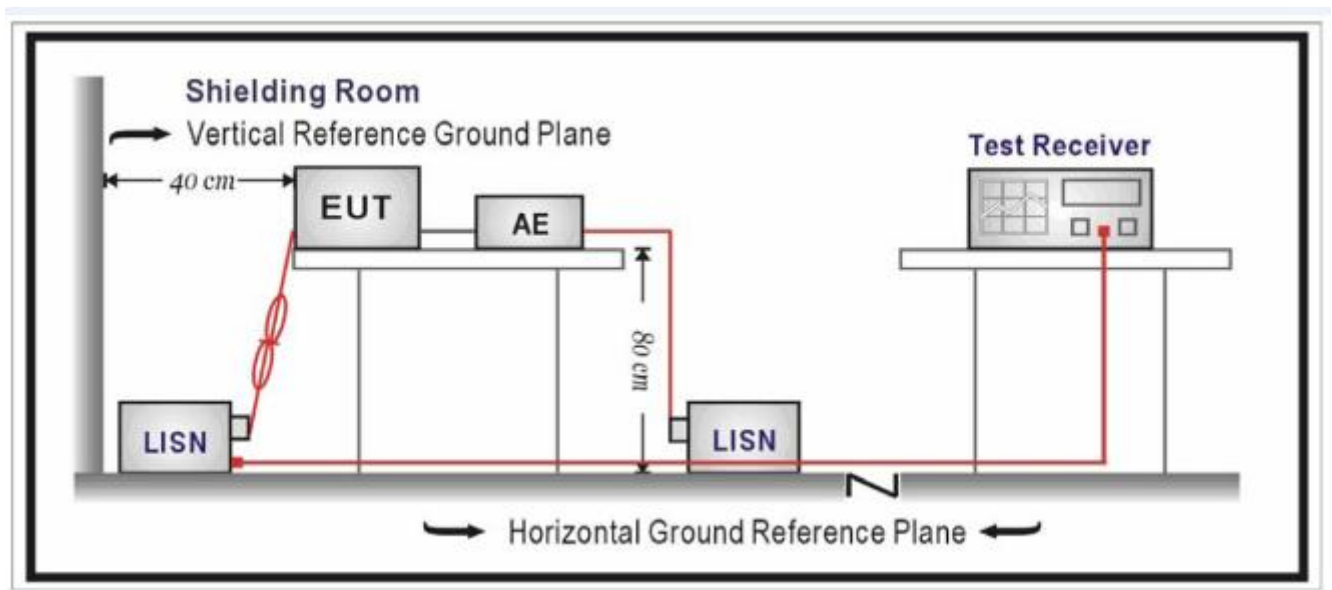 Shielding Room
Vertical Reference Ground Plane
Test Receiver
40 cm
EUT
AE
80 cm
LISN
LISN
Horizontal Ground Reference Plane